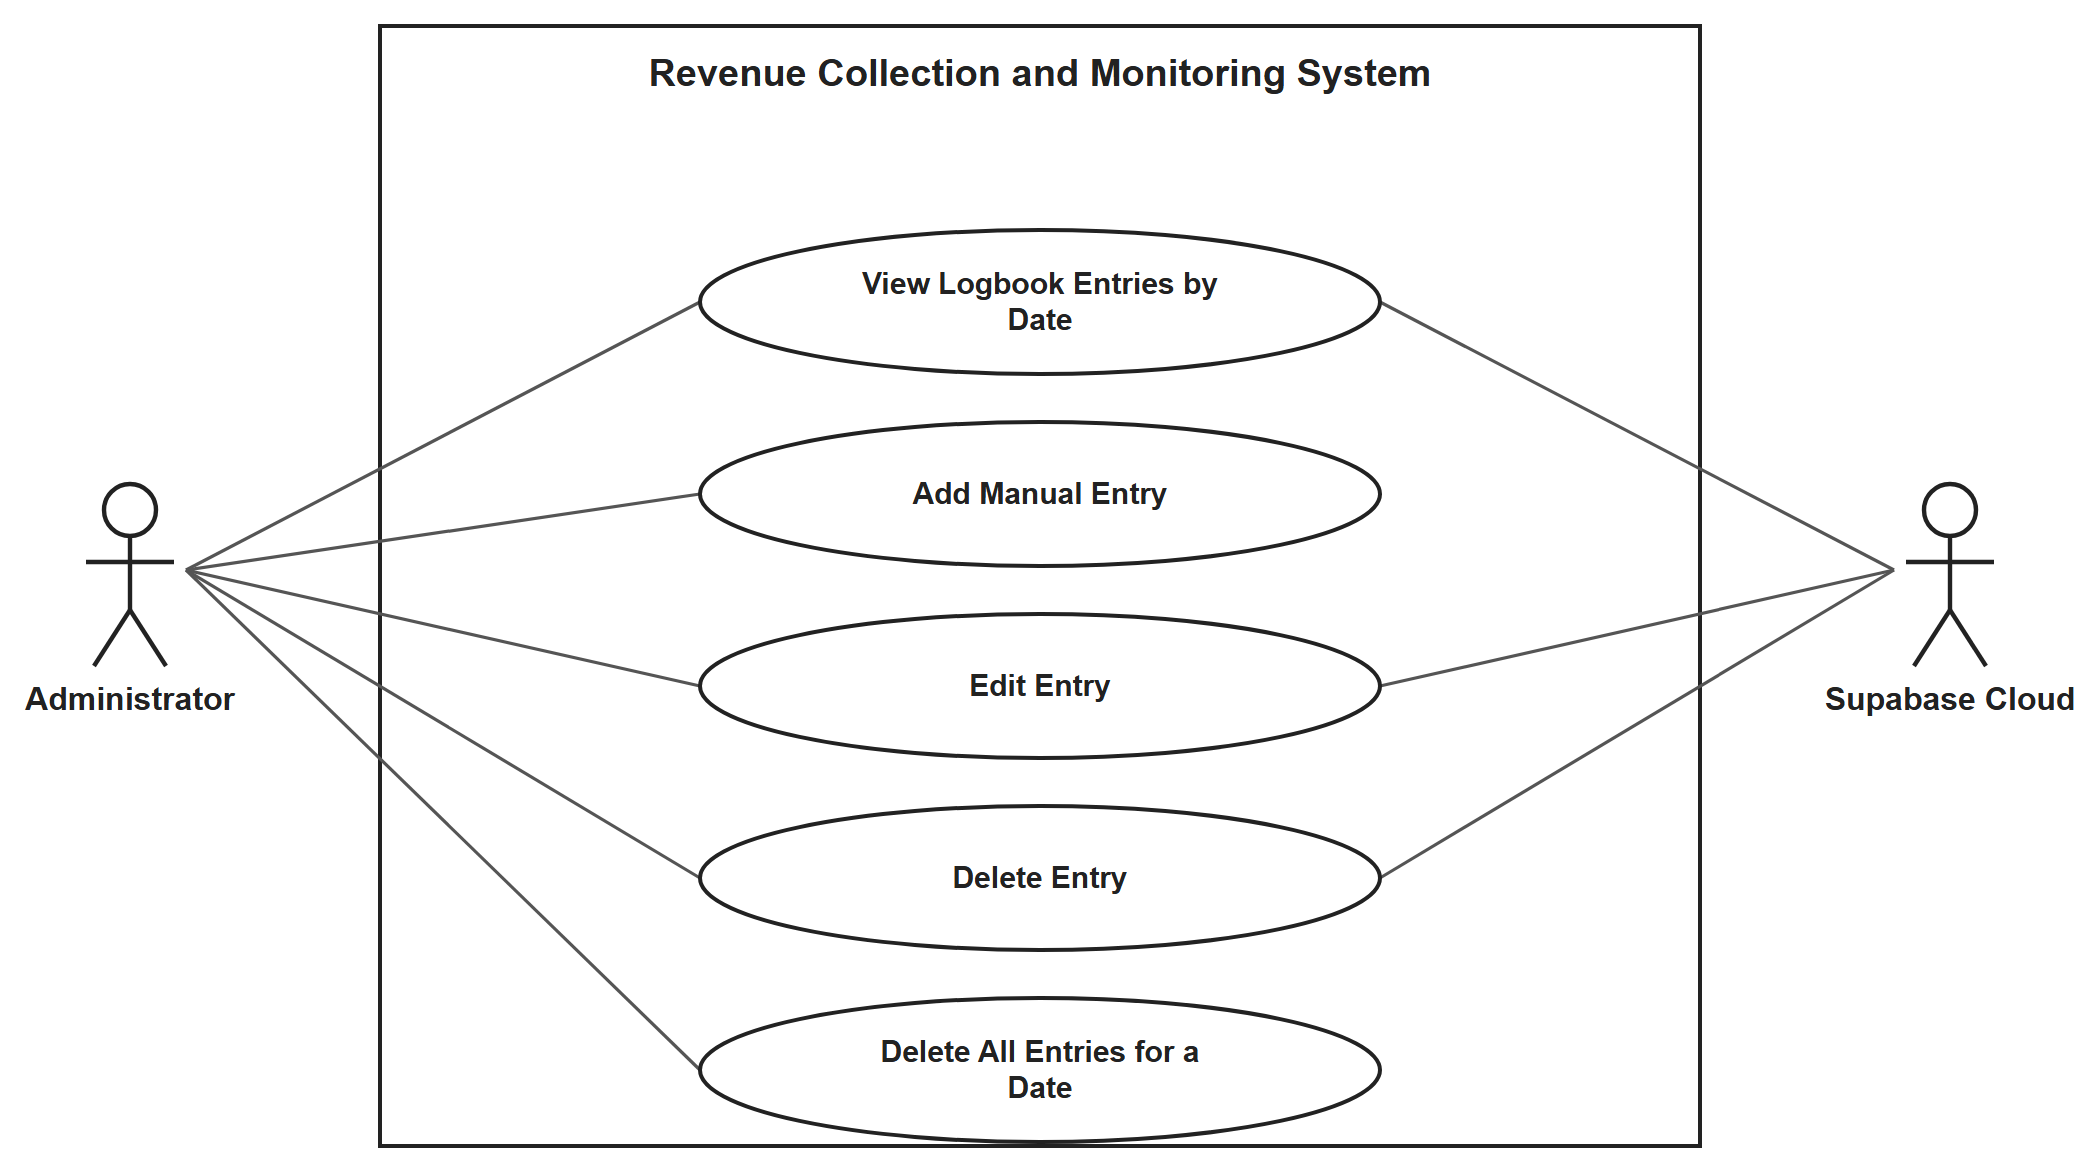 Revenue Collection and Monitoring System
View Logbook Entries by
Date
Add Manual Entry
Edit Entry
Administrator
Supabase Cloud
Delete Entry
Delete All Entries for a
Date